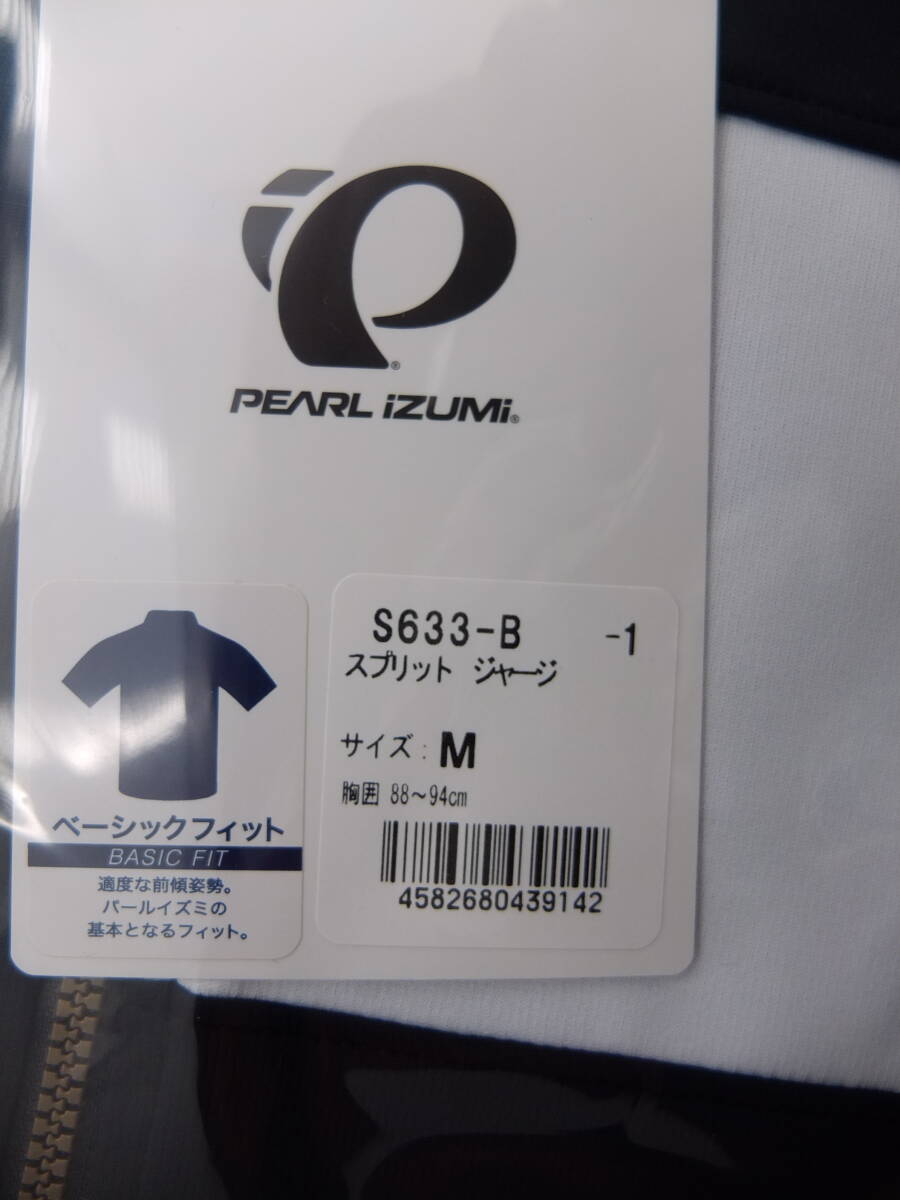 PEARL iZUMi®
S633-B -1
スプリット ジャージ
サイズ: M
胸囲 88～94cm
4582680439142
ベーシックフィット
BASIC FIT
適度な前傾姿勢。
パールイズミの
基本となるフィット。